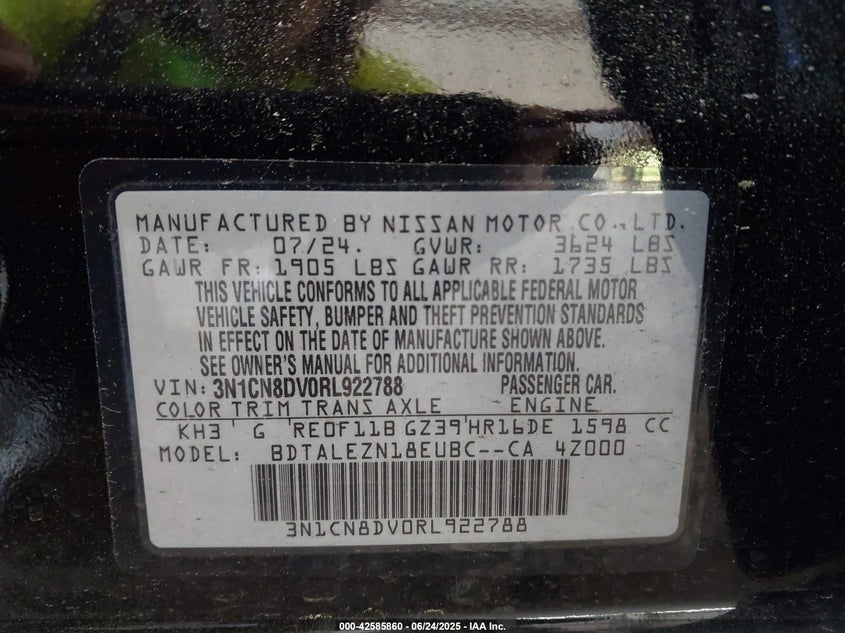 MANUFACTURED BY NISSAN MOTOR CO.,LTD.
DATE: 07/24. GVWR: 3624 LBS
GAWR FR: 1905 LBS GAWR RR: 1735 LBS
THIS VEHICLE CONFORMS TO ALL APPLICABLE FEDERAL MOTOR
VEHICLE SAFETY, BUMPER AND THEFT PREVENTION STANDARDS
IN EFFECT ON THE DATE OF MANUFACTURE SHOWN ABOVE.
SEE OWNER'S MANUAL FOR ADDITIONAL INFORMATION.
VIN: 3N1CN8DV0RL922788 PASSENGER CAR.
COLOR TRIM TRANS AXLE ENGINE
KH3 G RE0F11B GZ39 HR16DE 1598 CC
MODEL: BDTALEZN18EUBC--CA 4Z000
3N1CN8DV0RL922788
000-42585860 - 06/24/2025 - IAA Inc.